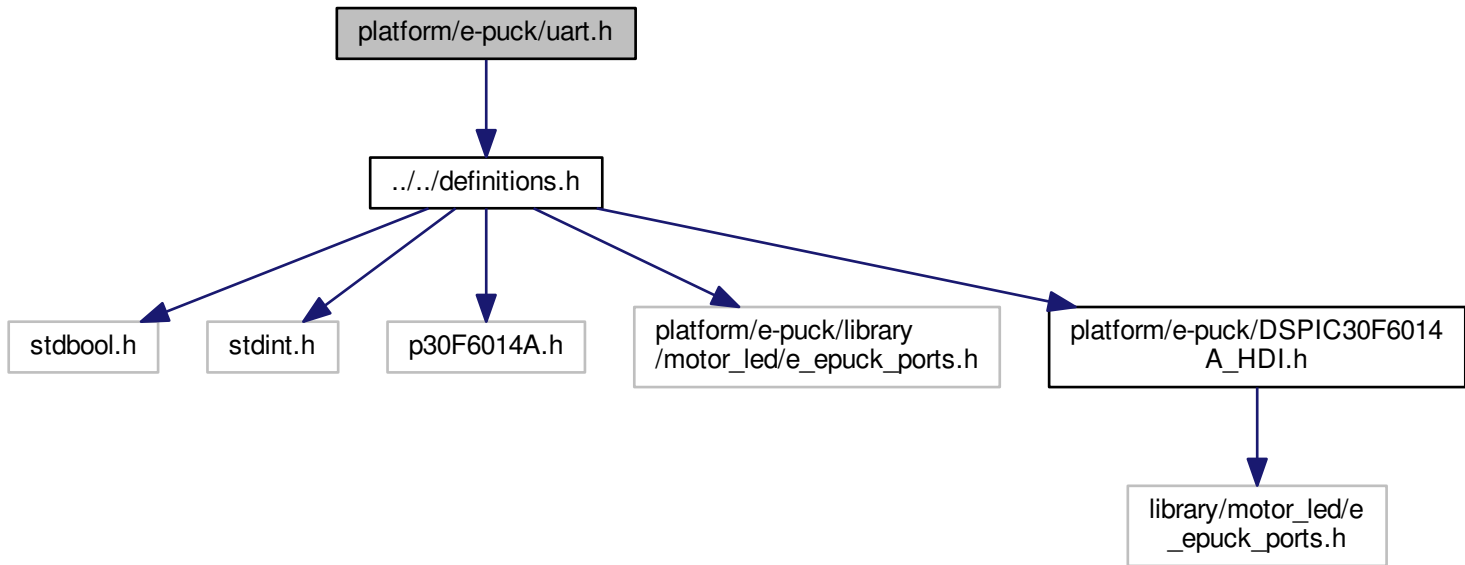 platform/e-puck/uart.h
../../definitions.h
stdbool.h
stdint.h
p30F6014A.h
platform/e-puck/library
/motor_led/e_epuck_ports.h
platform/e-puck/DSPIC30F6014
A_HDI.h
library/motor_led/e
_epuck_ports.h